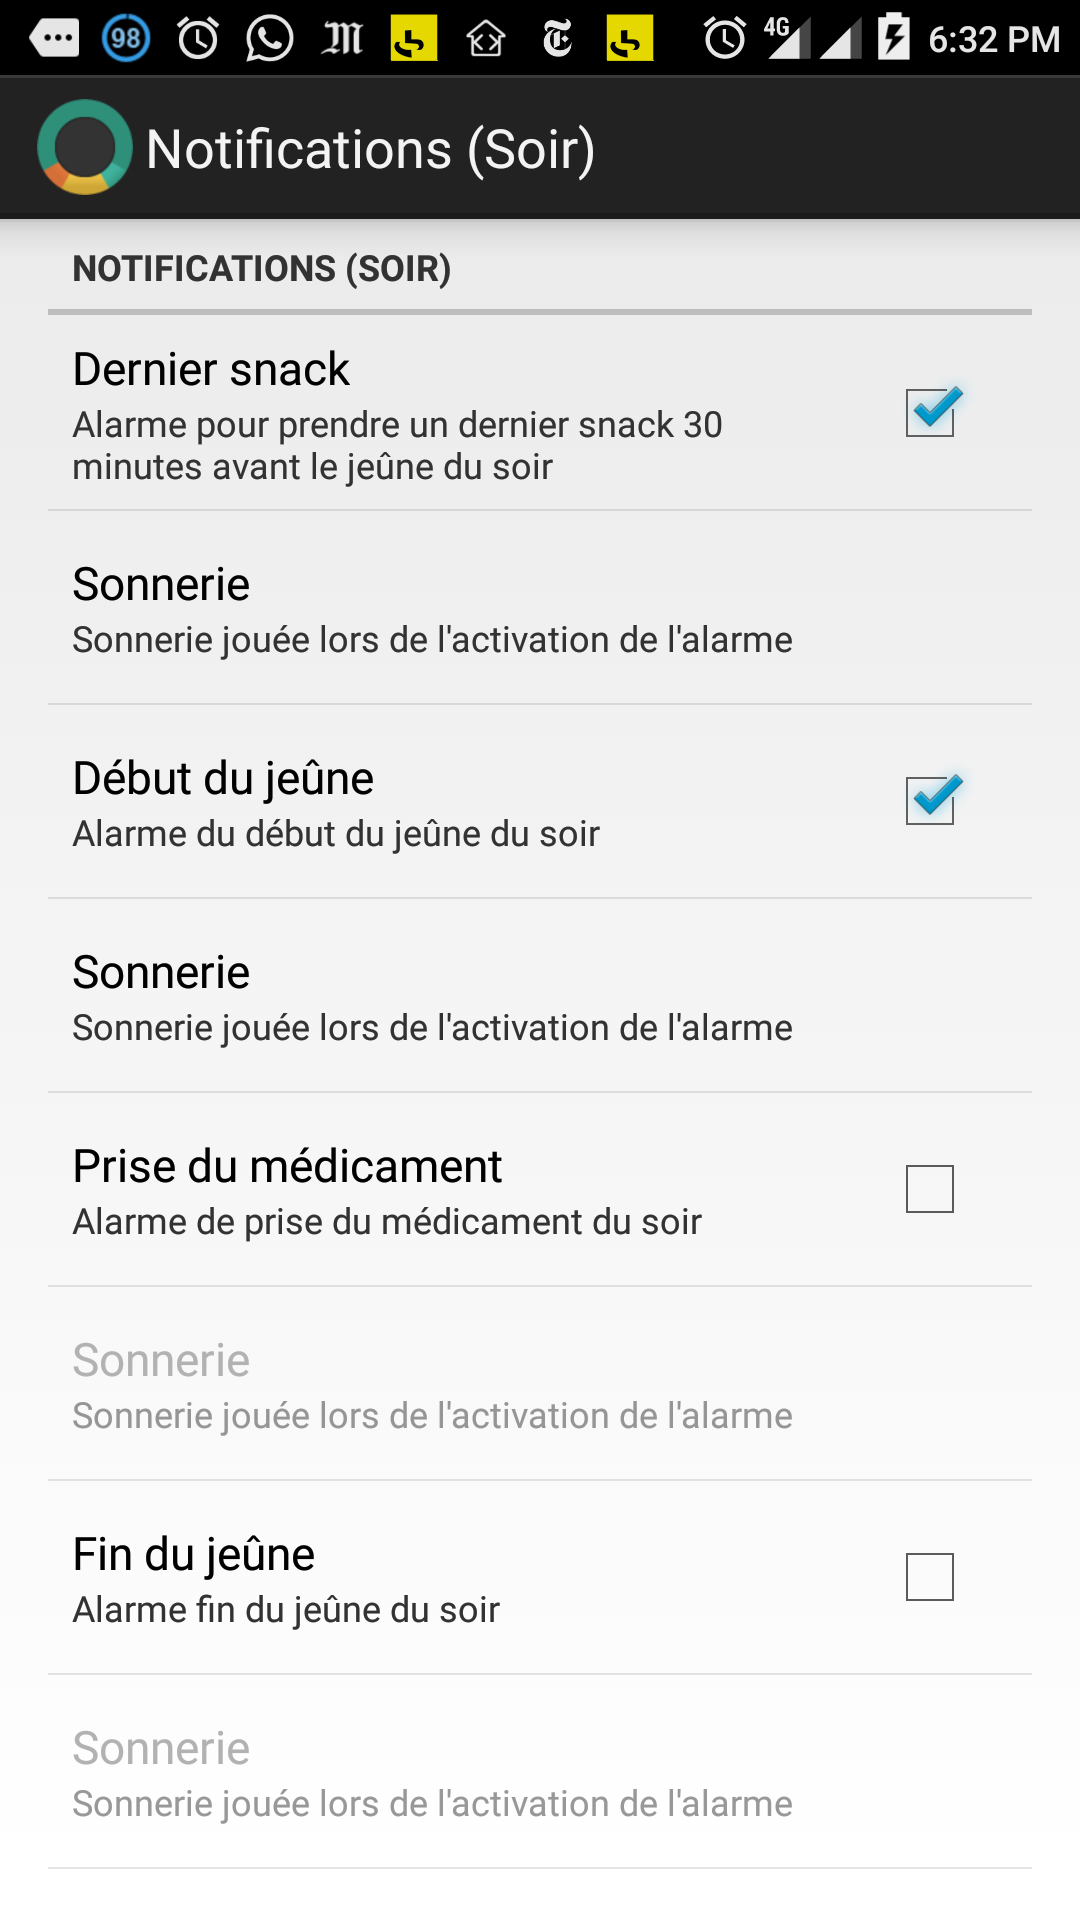 98 4G 6:32 PM
Notifications (Soir)
NOTIFICATIONS (SOIR)
Dernier snack
Alarme pour prendre un dernier snack 30
minutes avant le jeûne du soir
Sonnerie
Sonnerie jouée lors de l'activation de l'alarme
Début du jeûne
Alarme du début du jeûne du soir
Sonnerie
Sonnerie jouée lors de l'activation de l'alarme
Prise du médicament
Alarme de prise du médicament du soir
Sonnerie
Sonnerie jouée lors de l'activation de l'alarme
Fin du jeûne
Alarme fin du jeûne du soir
Sonnerie
Sonnerie jouée lors de l'activation de l'alarme